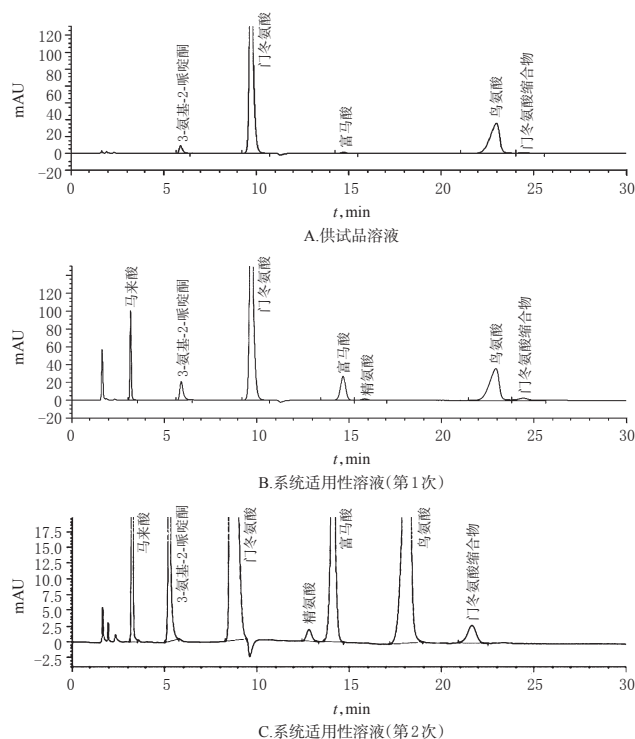 120
100
80
60
40
20
0
−20
mAU
3-氨基-2-哌啶酮
门冬氨酸
富马酸
鸟氨酸
门冬氨酸缩合物
0 5 10 15 20 25 30
t,min
A.供试品溶液
120
100
80
60
40
20
0
−20
mAU
马来酸
3-氨基-2-哌啶酮
门冬氨酸
富马酸
精氨酸
鸟氨酸
门冬氨酸缩合物
0 5 10 15 20 25 30
t,min
B.系统适用性溶液(第1次)
17.5
15.0
12.5
10.0
7.5
5.0
2.5
0
−2.5
mAU
马来酸
3-氨基-2-哌啶酮
门冬氨酸
精氨酸
富马酸
鸟氨酸
门冬氨酸缩合物
0 5 10 15 20 25 30
t,min
C.系统适用性溶液(第2次)